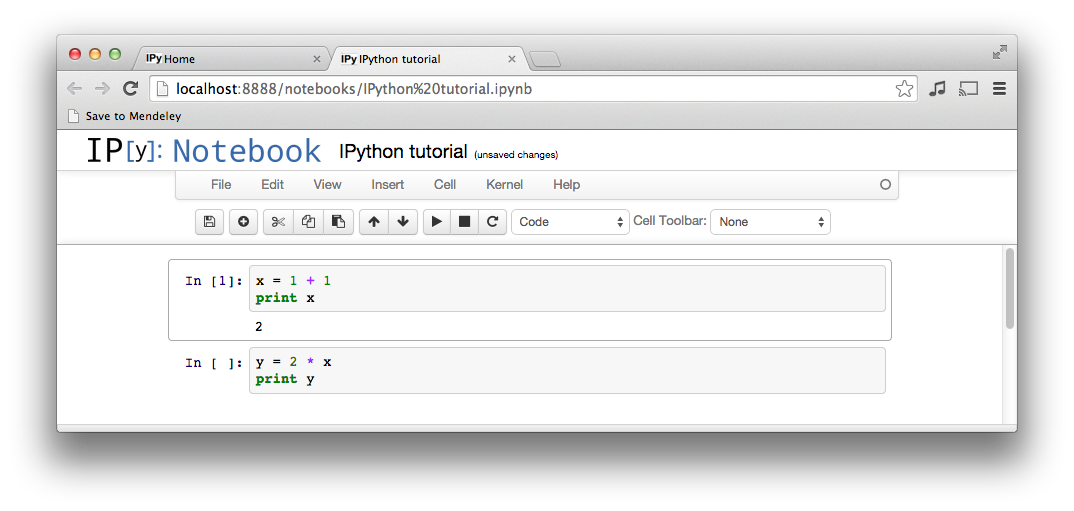 IPy Home
IPy IPython tutorial
localhost:8888/notebooks/IPython%20tutorial.ipynb
Save to Mendeley
IP[y]: Notebook IPython tutorial (unsaved changes)
File Edit View Insert Cell Kernel Help
Code Cell Toolbar: None
In [1]: x = 1 + 1
print x
2
In [ ]: y = 2 * x
print y